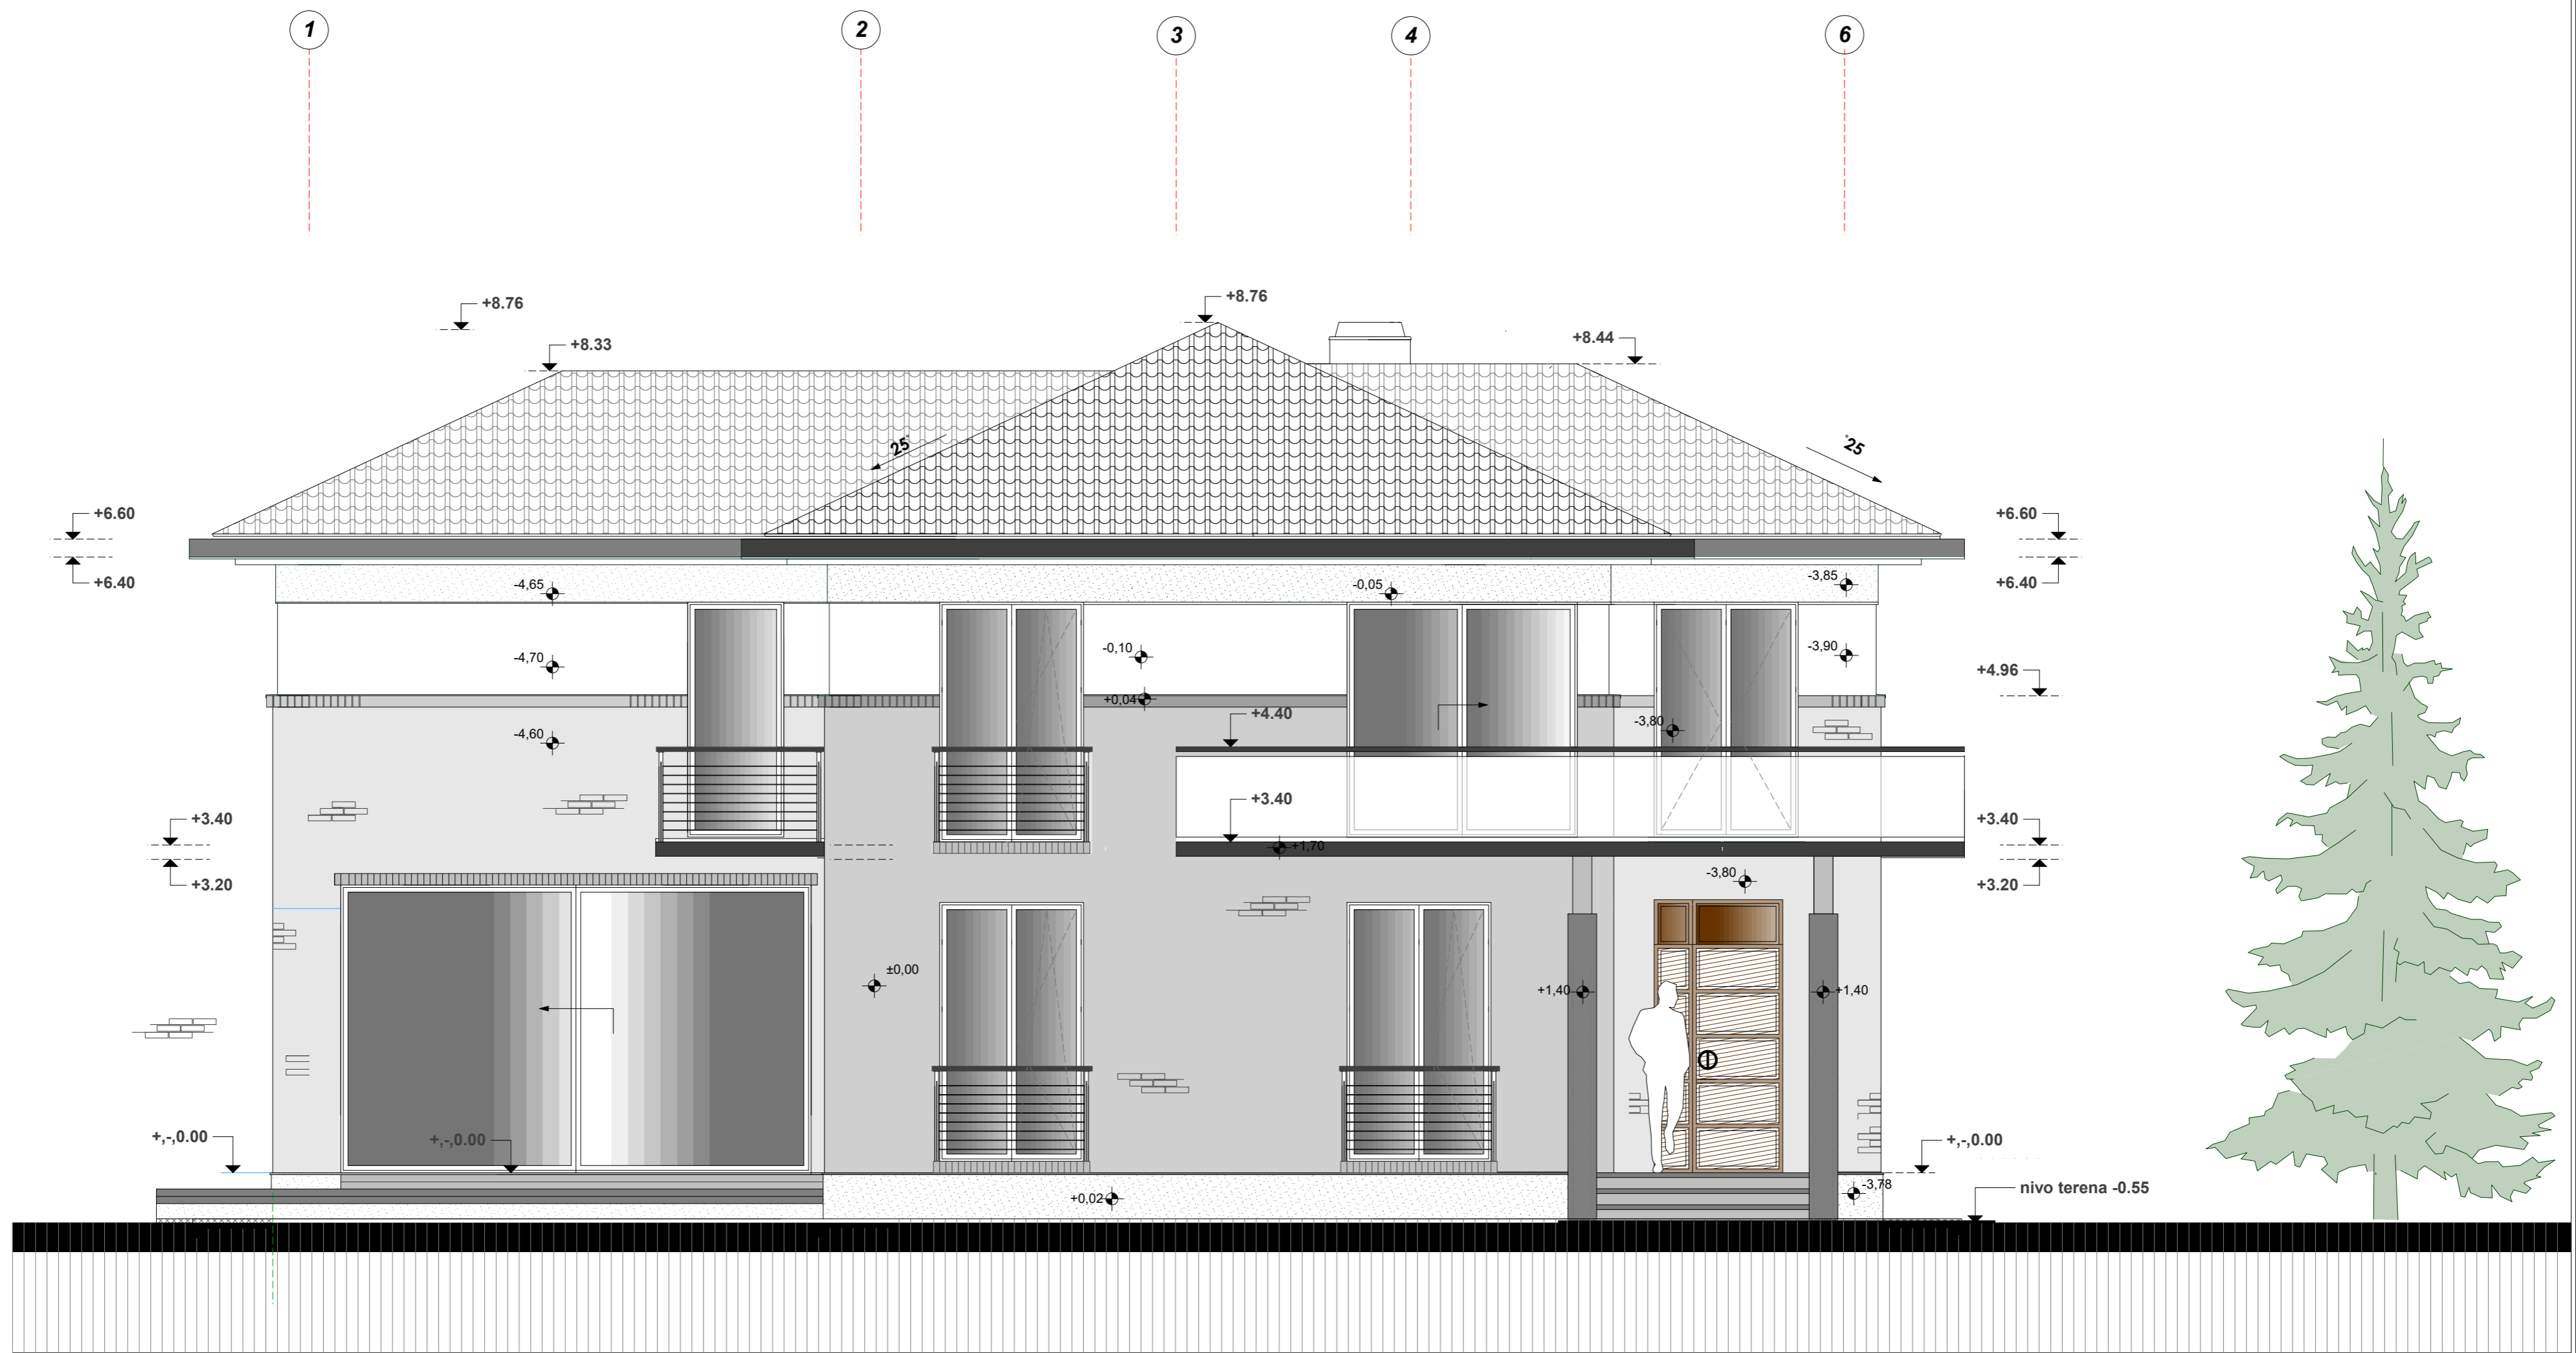 1 2 3 4 6
+8.76 +8.76
+8.33 +8.44
25° °25
+6.60 +6.60
+6.40 +6.40
-4,65 -0,05 -3,85
-4,70 -0,10 -3,90
+4.96
+0,04
+4.40
-4,60 -3,80
+3.40 +3.40 +3.40
+1,70
+3.20 -3,80 +3.20
±0,00
+1,40 +1,40
+,-,0.00 +,-,0.00 +,-,0.00
+0,02 -3,78 nivo terena -0.55